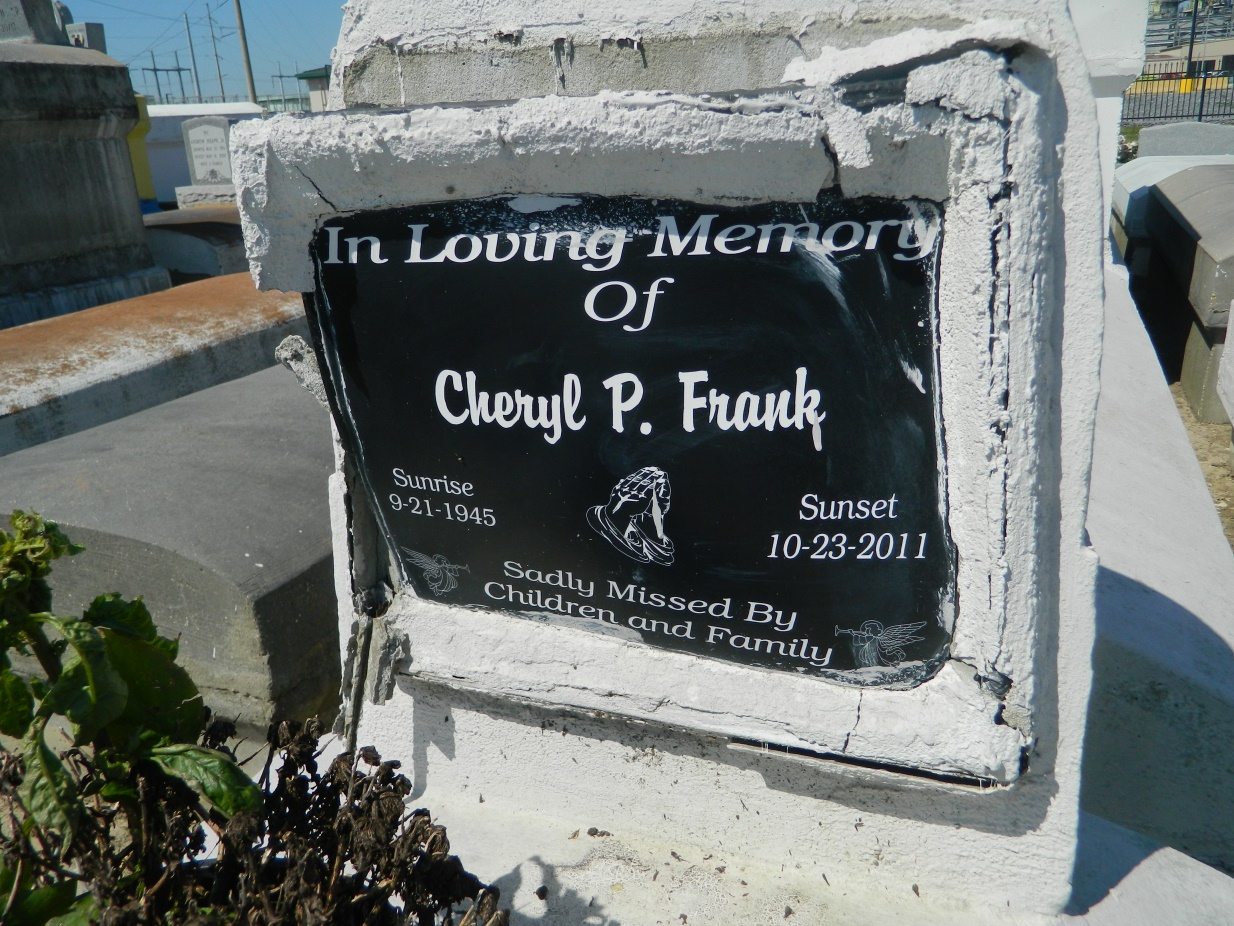 In Loving Memory
Of
Cheryl P. Frank
Sunrise
9-21-1945
Sunset
10-23-2011
Sadly Missed By
Children and Family